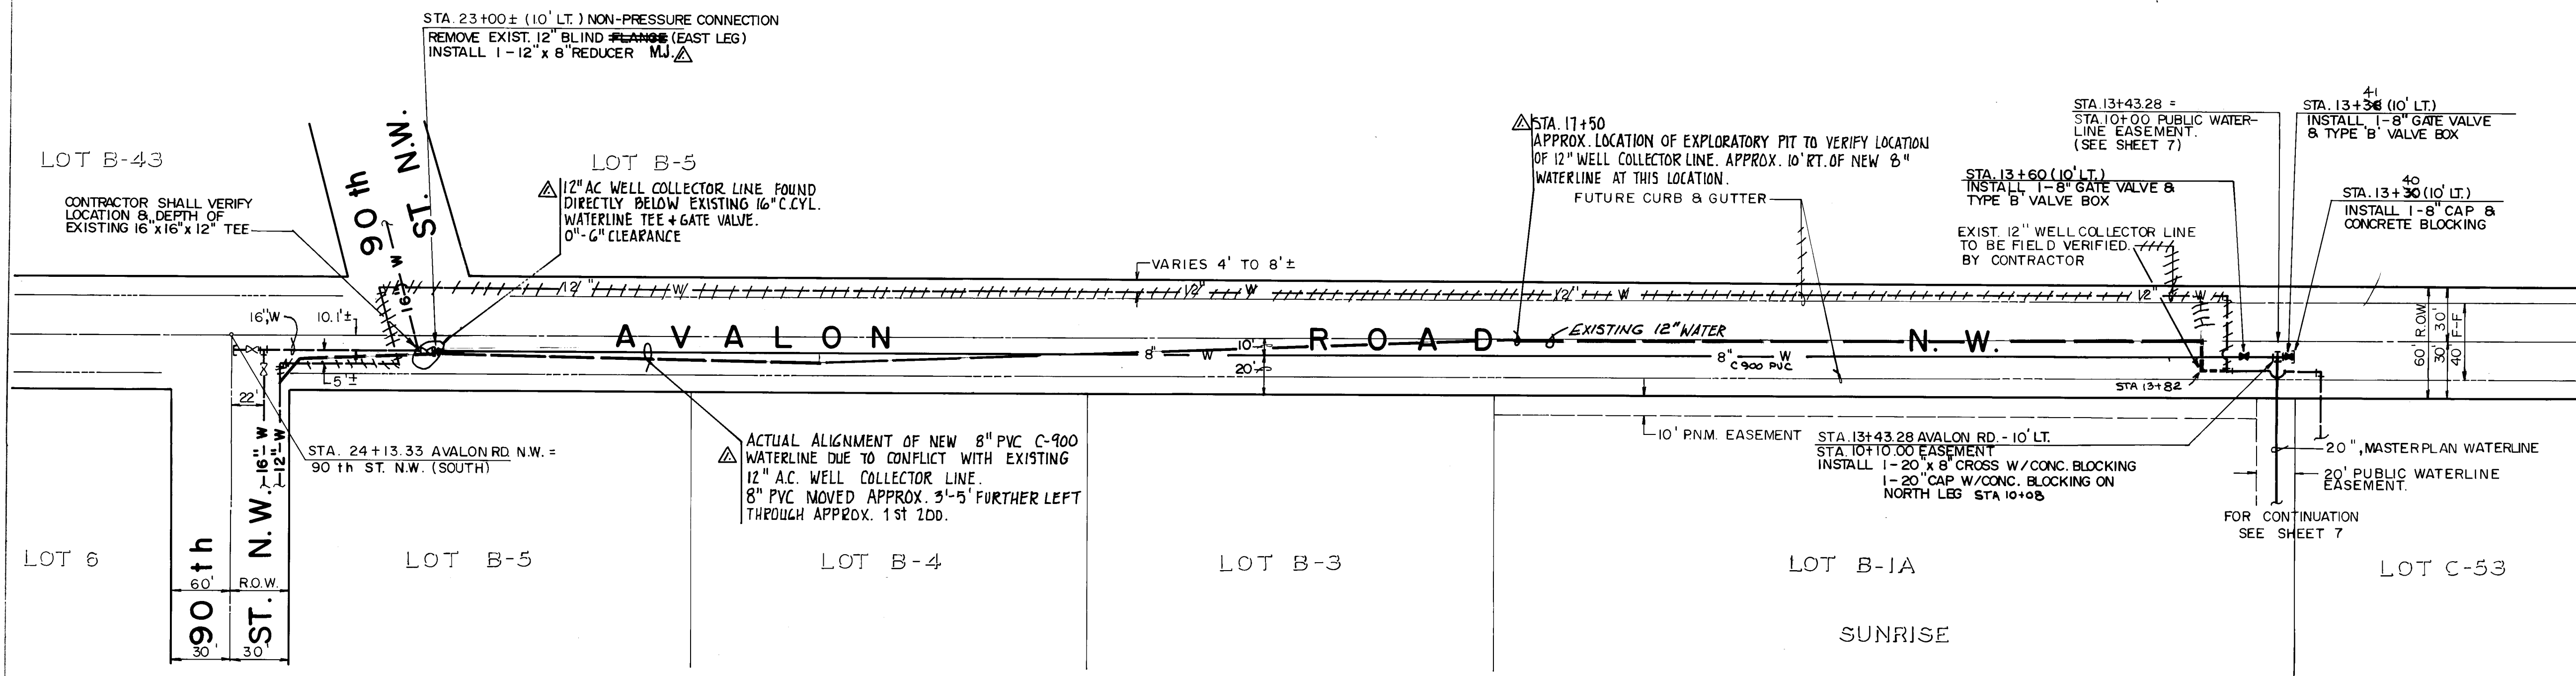 STA. 23+00± (10' LT.) NON-PRESSURE CONNECTION
REMOVE EXIST. 12" BLIND FLANGE (EAST LEG)
INSTALL 1-12" x 8" REDUCER M.J.
LOT B-43
CONTRACTOR SHALL VERIFY
LOCATION & DEPTH OF
EXISTING 16"x16"x12" TEE
90 th
ST. N.W.
LOT B-5
12" AC WELL COLLECTOR LINE FOUND
DIRECTLY BELOW EXISTING 16" C.CYL.
WATERLINE TEE + GATE VALVE.
0"-6" CLEARANCE
STA. 17+50
APPROX. LOCATION OF EXPLORATORY PIT TO VERIFY LOCATION
OF 12" WELL COLLECTOR LINE. APPROX. 10' RT. OF NEW 8"
WATERLINE AT THIS LOCATION.
FUTURE CURB & GUTTER
STA. 13+43.28 =
STA. 10+00 PUBLIC WATER-
LINE EASEMENT.
(SEE SHEET 7)
41
STA. 13+36 (10' LT.)
INSTALL 1-8" GATE VALVE
& TYPE 'B' VALVE BOX
STA. 13+60 (10' LT.)
INSTALL 1-8" GATE VALVE &
TYPE 'B' VALVE BOX
40
STA. 13+30 (10' LT.)
INSTALL 1-8" CAP &
CONCRETE BLOCKING
EXIST. 12" WELL COLLECTOR LINE
TO BE FIELD VERIFIED.
BY CONTRACTOR
VARIES 4' TO 8' ±
16" W
12" W
12" W
12" W
12" W
16", W
10.1' ±
5' ±
22'
AVALON ROAD N.W.
EXISTING 12" WATER
8" W
10'
20'
8" W
C900 PVC
STA 13+82
60' R.O.W.
30'
30'
40' F-F
16" W
12" W
STA. 24+13.33 AVALON RD. N.W. =
90 th ST. N.W. (SOUTH)
ACTUAL ALIGNMENT OF NEW 8" PVC C-900
WATERLINE DUE TO CONFLICT WITH EXISTING
12" A.C. WELL COLLECTOR LINE.
8" PVC MOVED APPROX. 3'-5' FURTHER LEFT
THROUGH APPROX. 1st 200.
10' P.N.M. EASEMENT
STA. 13+43.28 AVALON RD. - 10' LT.
STA. 10+10.00 EASEMENT
INSTALL 1-20" x 8" CROSS W/CONC. BLOCKING
1-20" CAP W/CONC. BLOCKING ON
NORTH LEG STA 10+08
20", MASTERPLAN WATERLINE
20' PUBLIC WATERLINE
EASEMENT.
FOR CONTINUATION
SEE SHEET 7
LOT 6
90 th
ST. N.W.
60' R.O.W.
30' 30'
LOT B-5
LOT B-4
LOT B-3
LOT B-1A
LOT C-53
SUNRISE